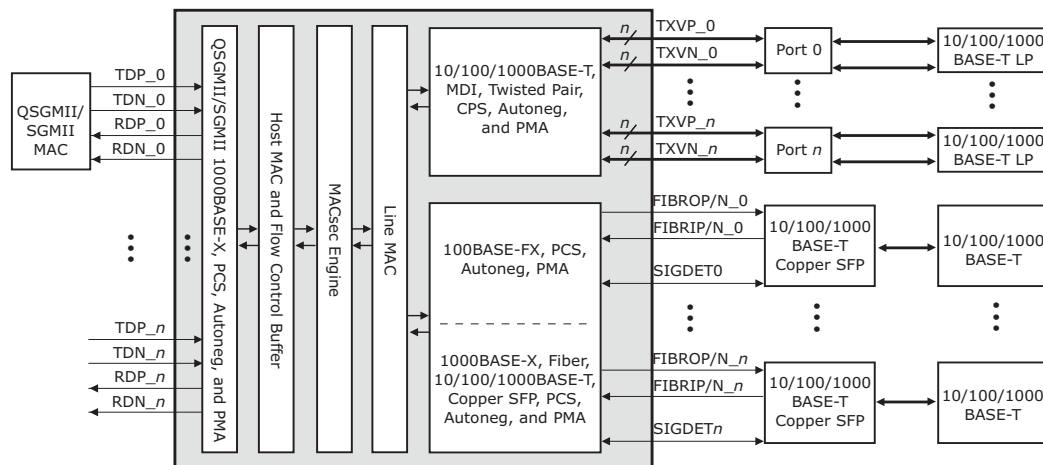 QSGMII/
SGMII
MAC
TDP_0
TDN_0
RDP_0
RDN_0
TDP_n
TDN_n
RDP_n
RDN_n
QSGMII/SGMII 1000BASE-X, PCS, Autoneg, and PMA
Host MAC and Flow Control Buffer
MACsec Engine
Line MAC
10/100/1000BASE-T,
MDI, Twisted Pair,
CPS, Autoneg,
and PMA
100BASE-FX, PCS,
Autoneg, PMA
1000BASE-X, Fiber,
10/100/1000BASE-T,
Copper SFP, PCS,
Autoneg, and PMA
n
TXVP_0
n
TXVN_0
n
TXVP_n
n
TXVN_n
Port 0
Port n
10/100/1000
BASE-T LP
10/100/1000
BASE-T LP
FIBROP/N_0
FIBRIP/N_0
SIGDET0
FIBROP/N_n
FIBRIP/N_n
SIGDETn
10/100/1000
BASE-T
Copper SFP
10/100/1000
BASE-T
10/100/1000
BASE-T
Copper SFP
10/100/1000
BASE-T